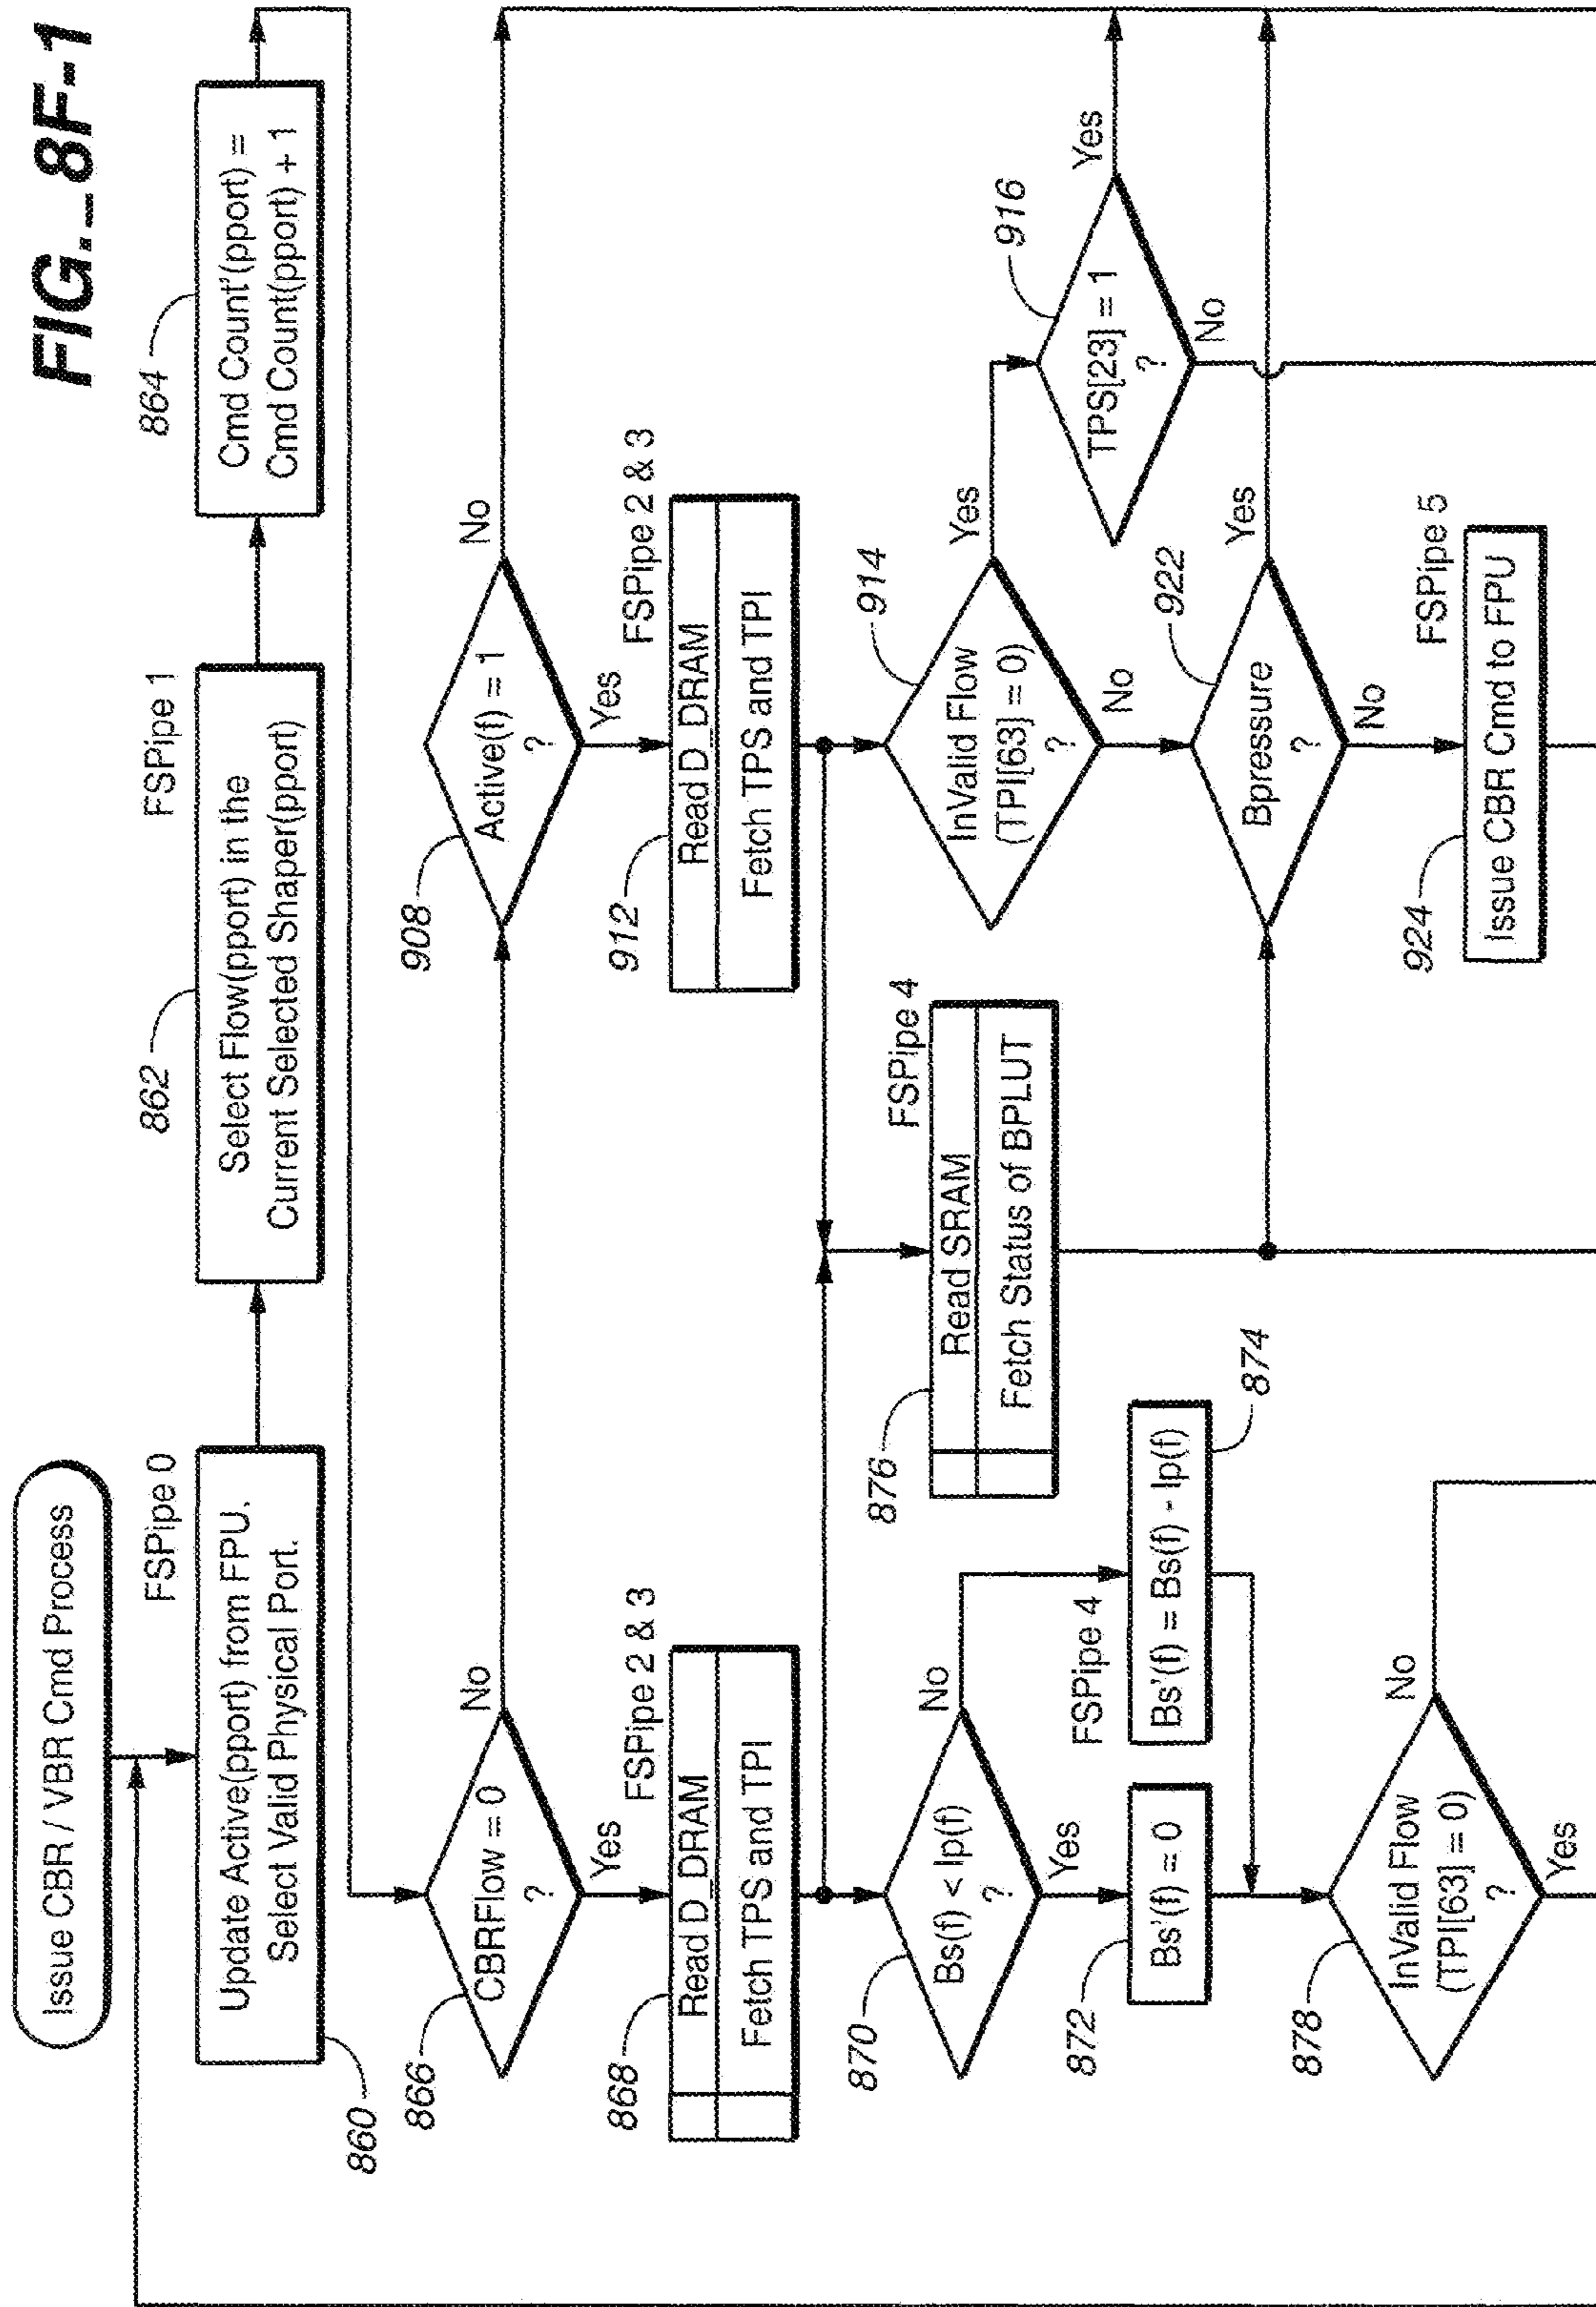 FIG._8F-1
Issue CBR / VBR Cmd Process
FSPipe 0
Update Active(pport) from FPU.
Select Valid Physical Port.
860
FSPipe 1
862
Select Flow(pport) in the
Current Selected Shaper(pport)
864
Cmd Count'(pport) =
Cmd Count(pport) + 1
866
CBRFlow = 0
?
No
Yes
908
Active(f) = 1
?
No
Yes
FSPipe 2 & 3
868
Read D_DRAM
Fetch TPS and TPI
FSPipe 2 & 3
912
Read D_DRAM
Fetch TPS and TPI
870
Bs(f) < Ip(f)
?
No
Yes
FSPipe 4
876
Read SRAM
Fetch Status of BPLUT
914
InValid Flow
(TPI[63] = 0)
?
Yes
No
916
TPS[23] = 1
?
Yes
No
872
Bs'(f) = 0
FSPipe 4
Bs'(f) = Bs(f) - Ip(f)
874
922
Bpressure
?
Yes
No
878
InValid Flow
(TPI[63] = 0)
?
No
Yes
FSPipe 5
924
Issue CBR Cmd to FPU